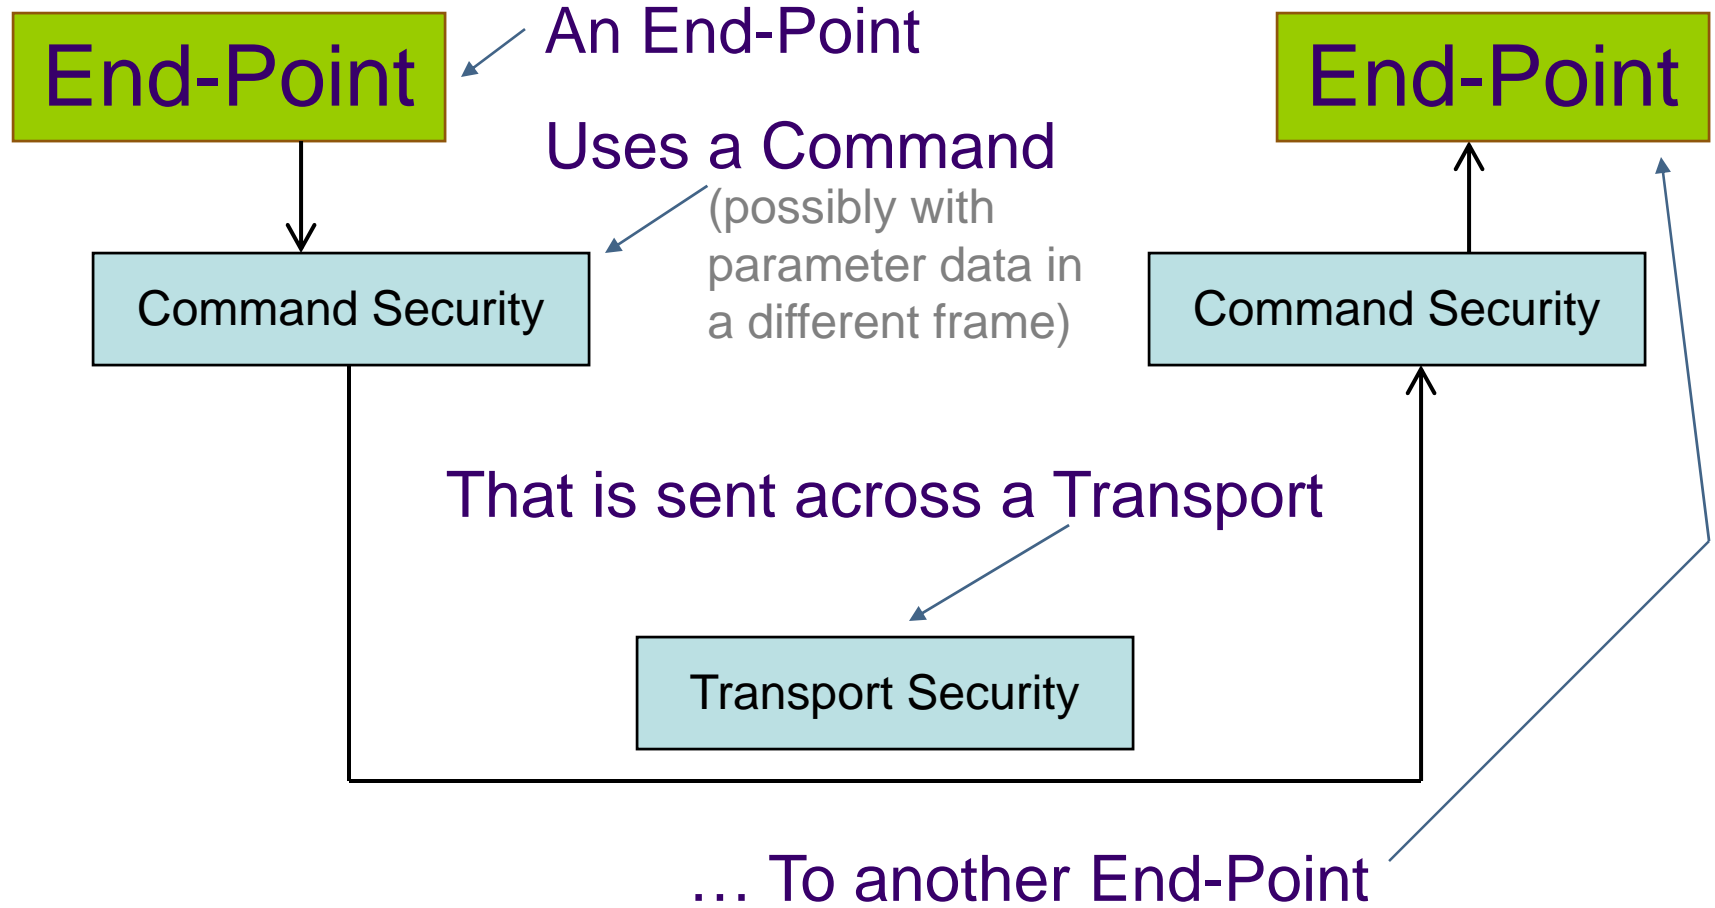 End-Point
An End-Point
End-Point
Uses a Command
(possibly with
parameter data in
a different frame)
Command Security
Command Security
That is sent across a Transport
Transport Security
… To another End-Point